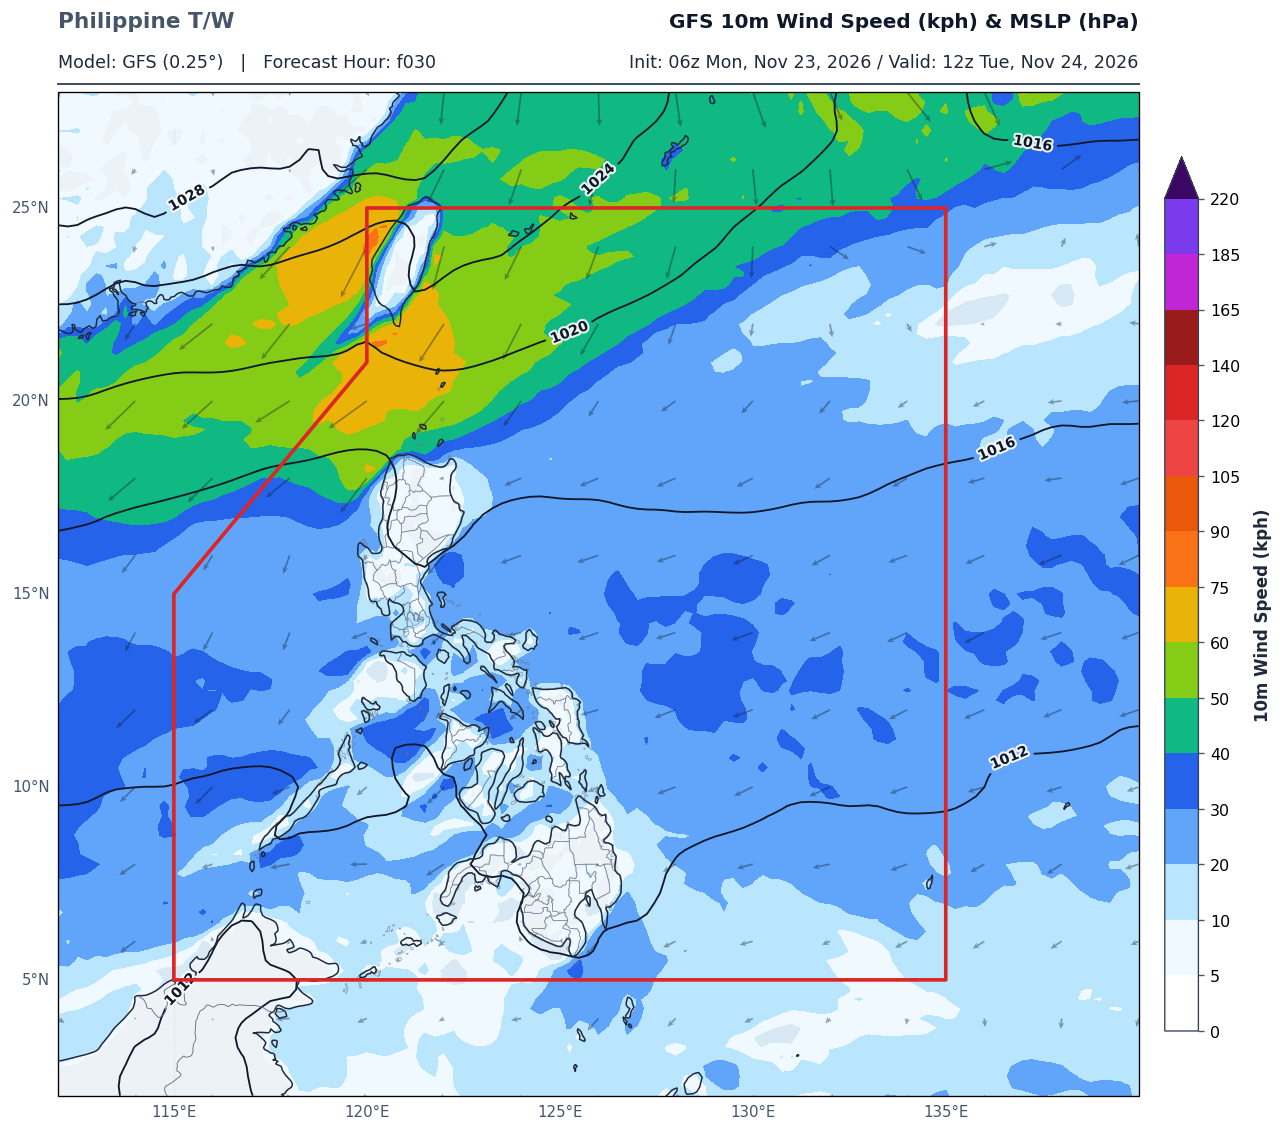 Philippine T/W
GFS 10m Wind Speed (kph) & MSLP (hPa)
Model: GFS (0.25°)   |   Forecast Hour: f030
Init: 06z Mon, Nov 23, 2026 / Valid: 12z Tue, Nov 24, 2026
1016
1028
1024
1020
1016
1012
1012
25°N
20°N
15°N
10°N
5°N
115°E
120°E
125°E
130°E
135°E
220
185
165
140
120
105
90
75
60
50
40
30
20
10
5
0
10m Wind Speed (kph)